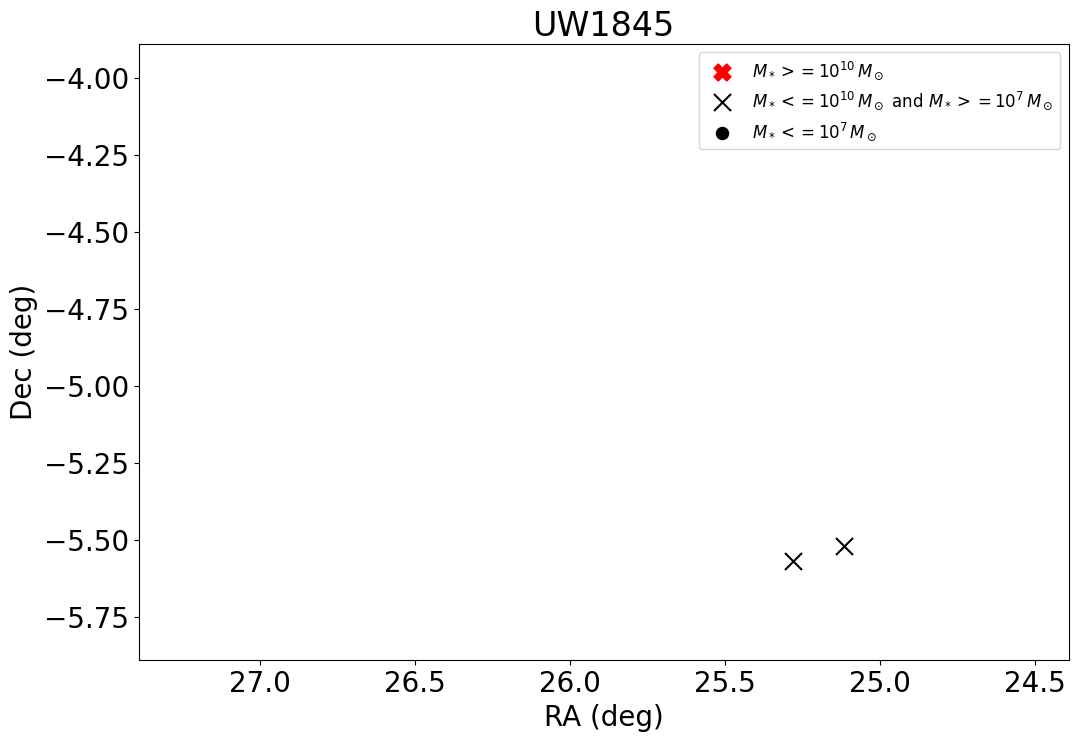 UW1845
−4.00
−4.25
−4.50
−4.75
−5.00
−5.25
−5.50
−5.75
Dec (deg)
M* >= 10^10 M⊙
M* <= 10^10 M⊙ and M* >= 10^7 M⊙
M* <= 10^7 M⊙
27.0 26.5 26.0 25.5 25.0 24.5
RA (deg)